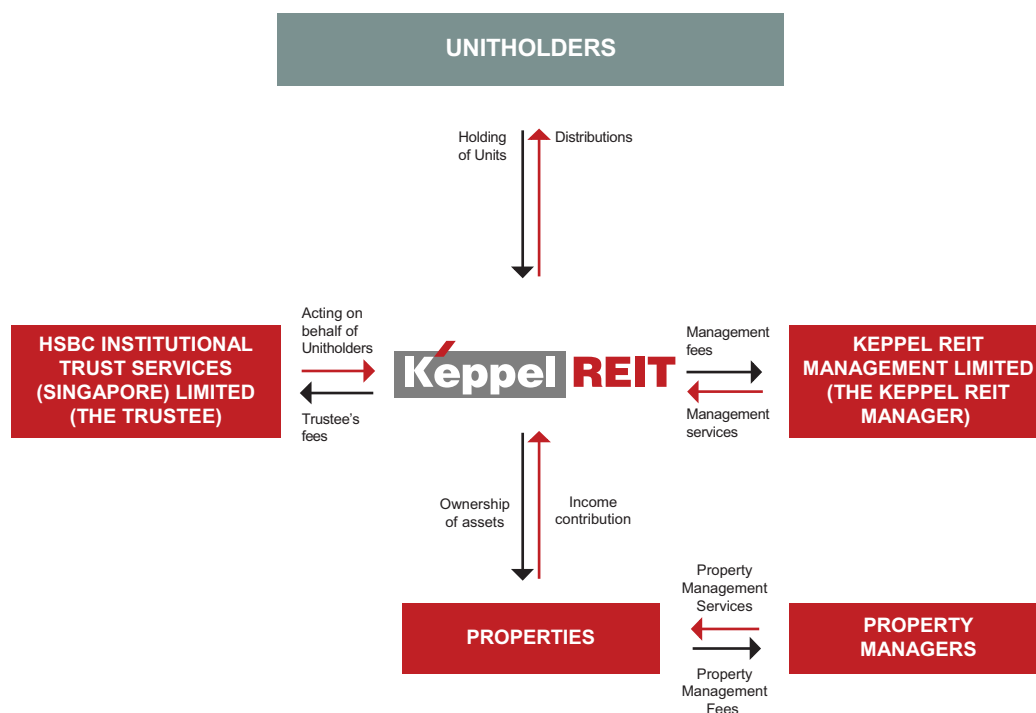 UNITHOLDERS
Holding
of Units
Distributions
HSBC INSTITUTIONAL
TRUST SERVICES
(SINGAPORE) LIMITED
(THE TRUSTEE)
Acting on
behalf of
Unitholders
Trustee's
fees
Keppel REIT
Management
fees
Management
services
KEPPEL REIT
MANAGEMENT LIMITED
(THE KEPPEL REIT
MANAGER)
Ownership
of assets
Income
contribution
PROPERTIES
Property
Management
Services
Property
Management
Fees
PROPERTY
MANAGERS